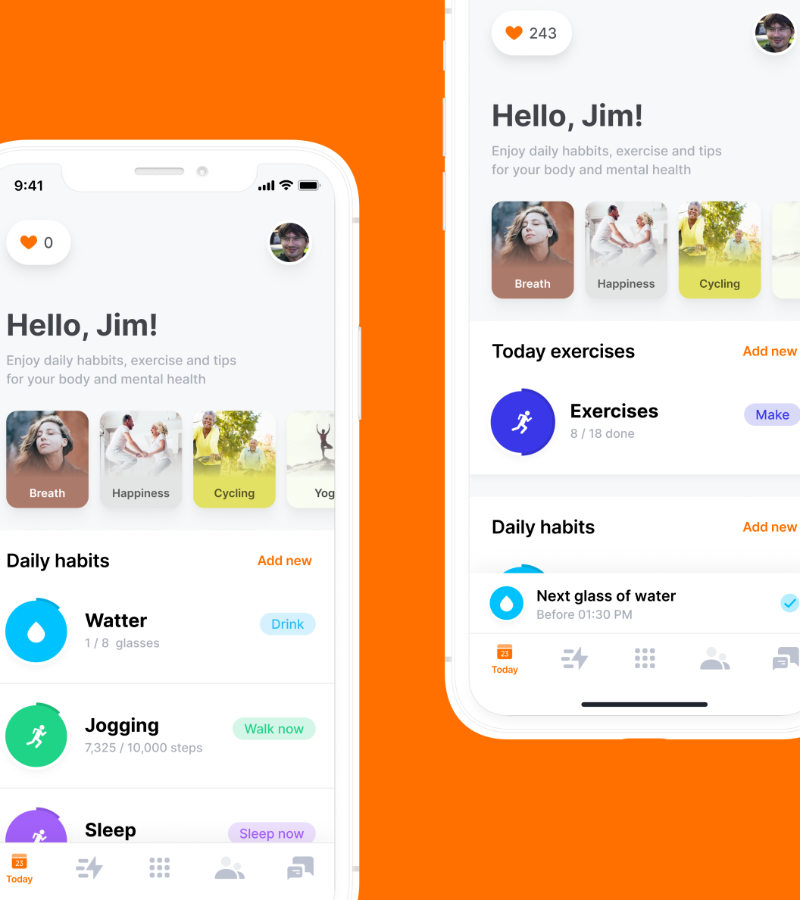 9:41
0
Hello, Jim!
Enjoy daily habbits, exercise and tips
for your body and mental health
Breath
Happiness
Cycling
Yog
Daily habits
Add new
Watter
1 / 8 glasses
Drink
Jogging
7,325 / 10,000 steps
Walk now
Sleep
Sleep now
23
Today
243
Hello, Jim!
Enjoy daily habbits, exercise and tips
for your body and mental health
Breath
Happiness
Cycling
Today exercises
Add new
Exercises
8 / 18 done
Make
Daily habits
Add new
Next glass of water
Before 01:30 PM
23
Today